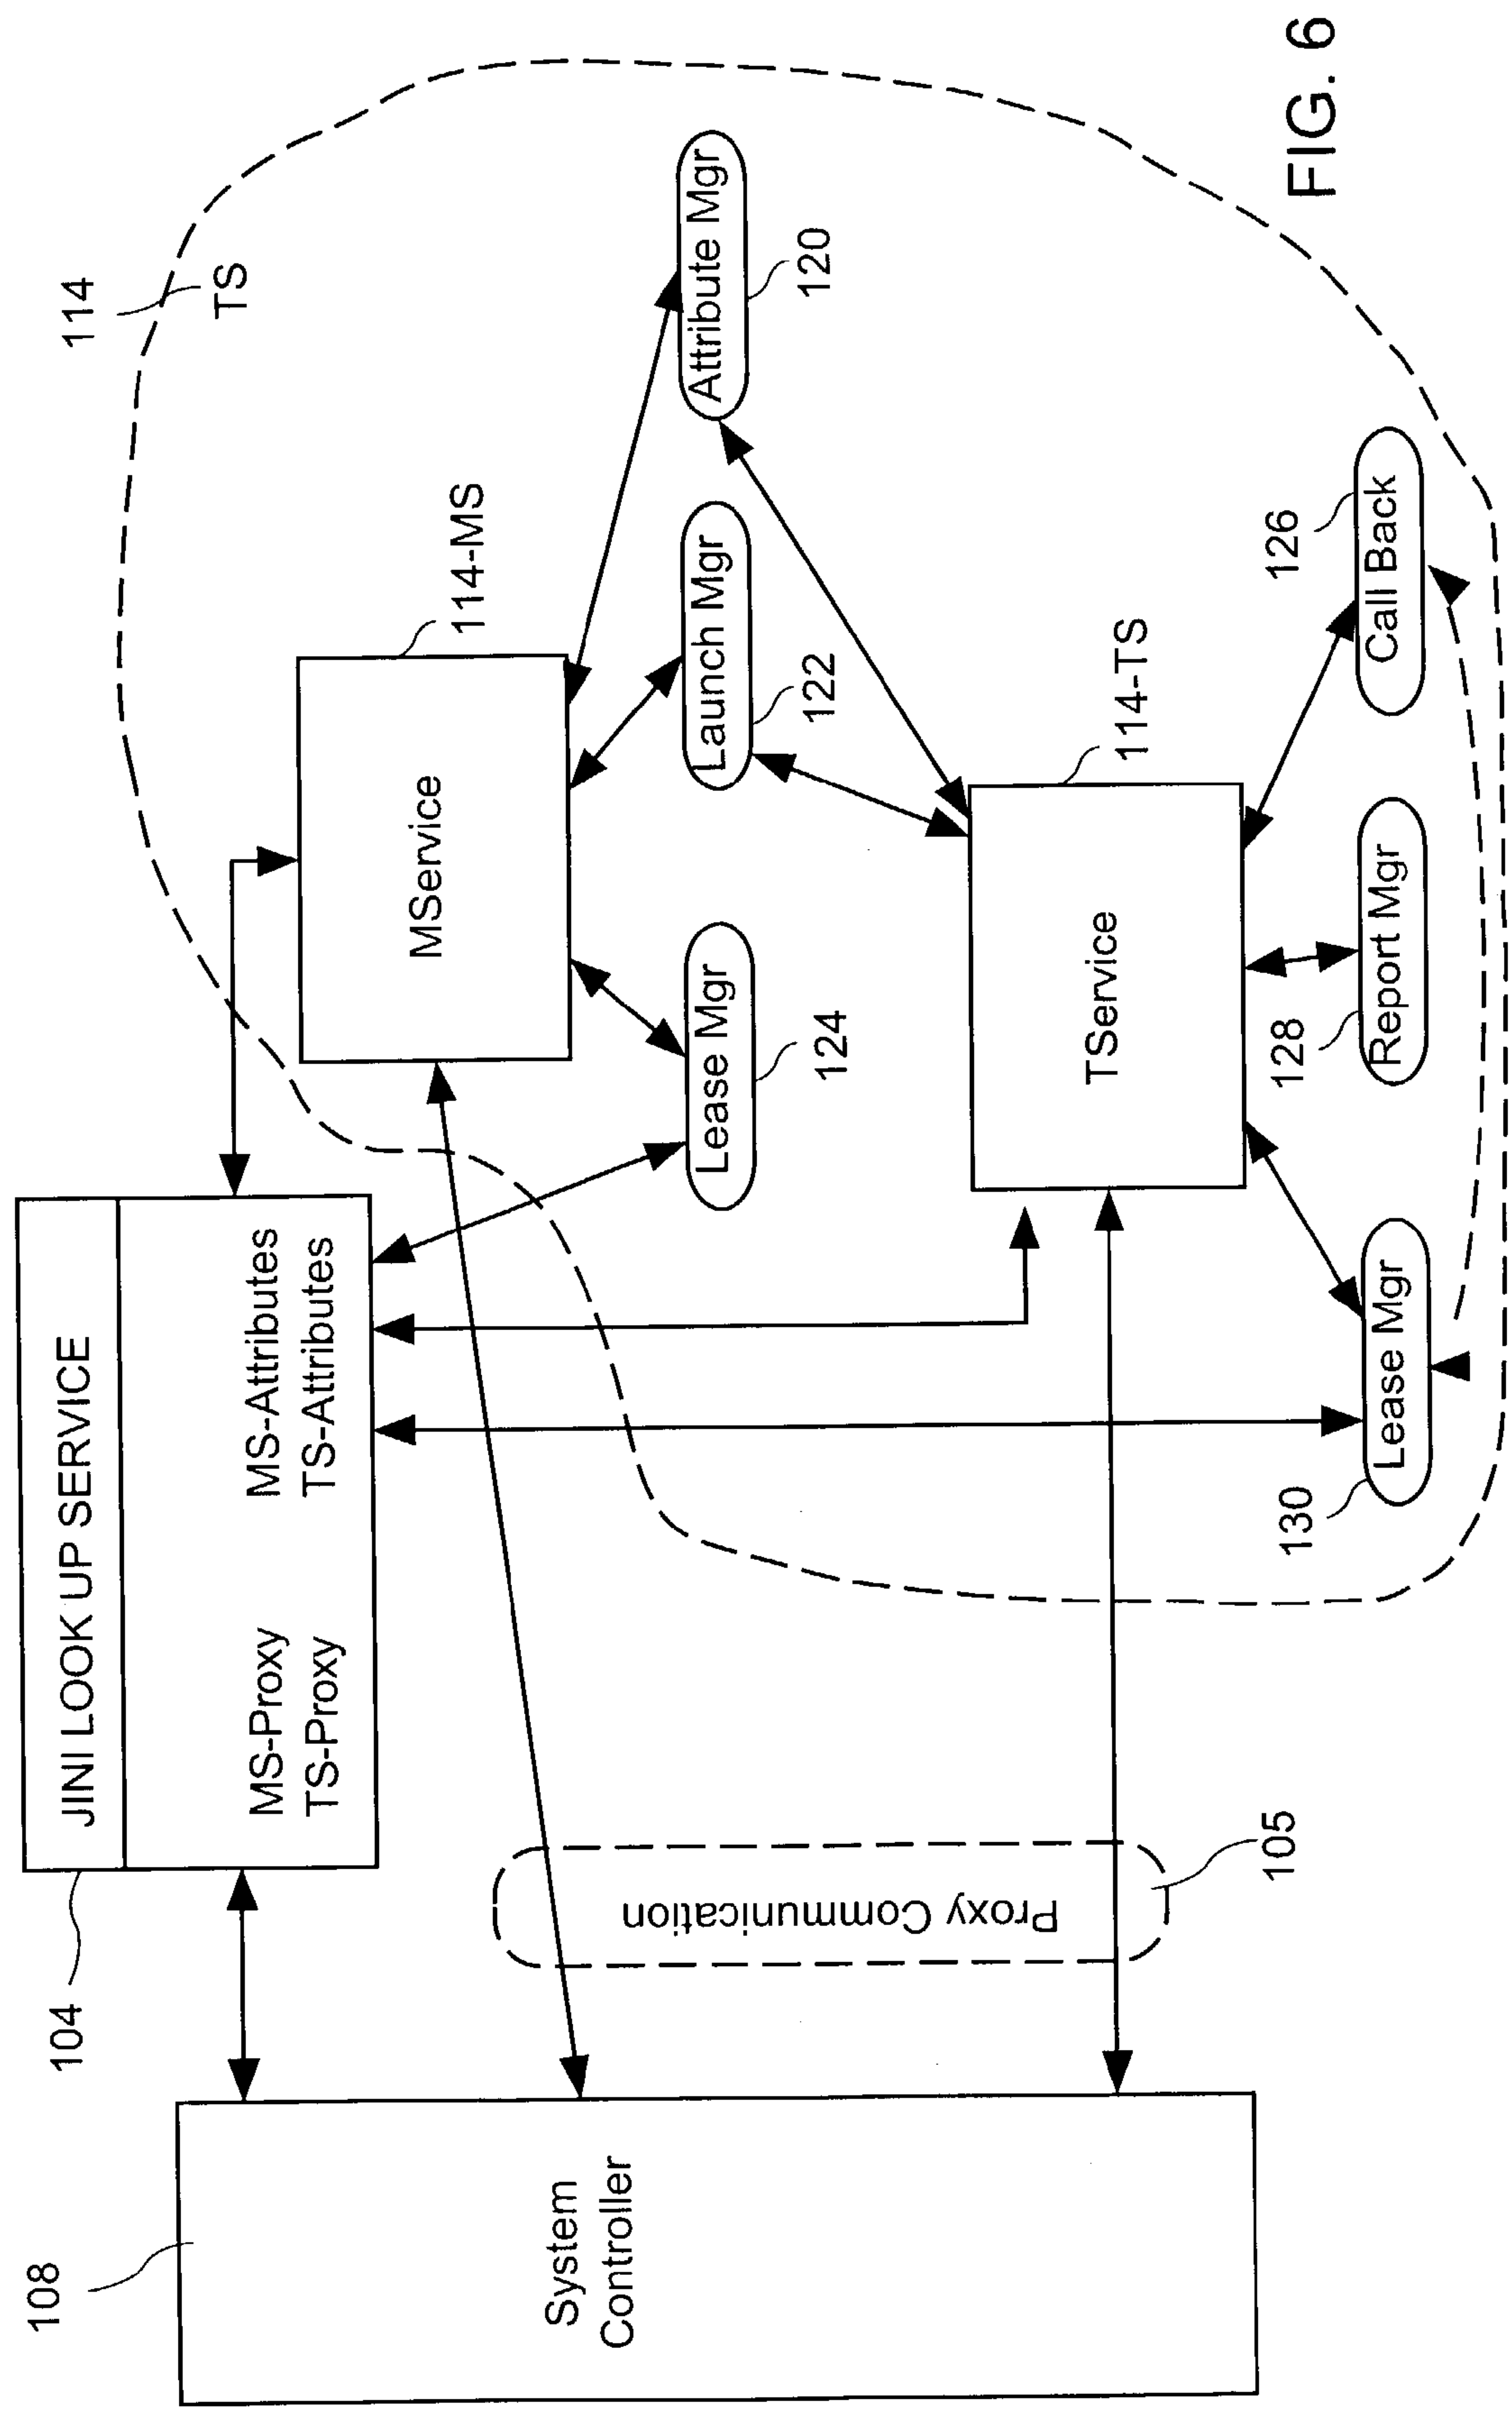 114
TS
104
JINI LOOK UP SERVICE
MS-Proxy
TS-Proxy
MS-Attributes
TS-Attributes
MService
114-MS
108
System
Controller
Proxy Communication
105
Lease Mgr
124
Launch Mgr
122
Attribute Mgr
120
TService
114-TS
130
Lease Mgr
128
Report Mgr
126
Call Back
FIG. 6